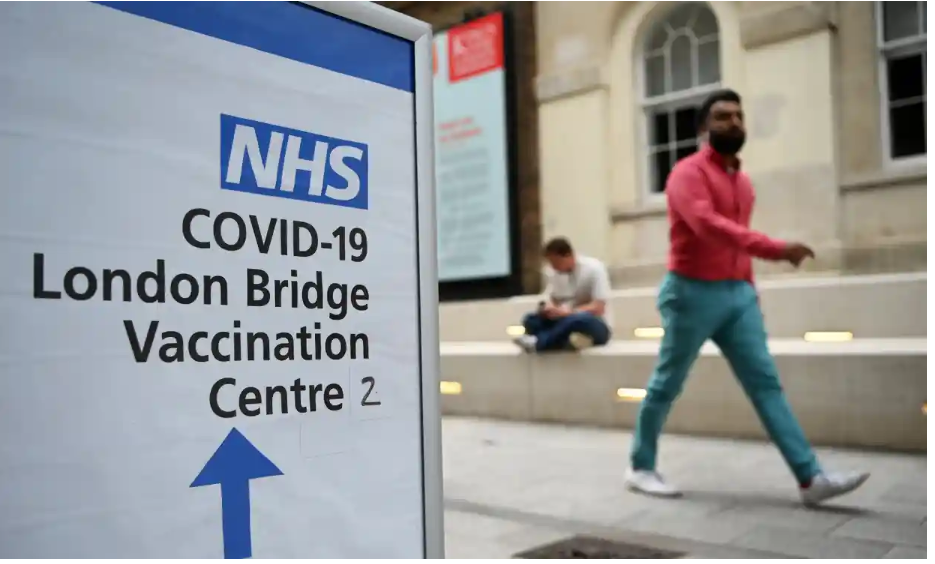 NHS
COVID-19
London Bridge
Vaccination
Centre 2